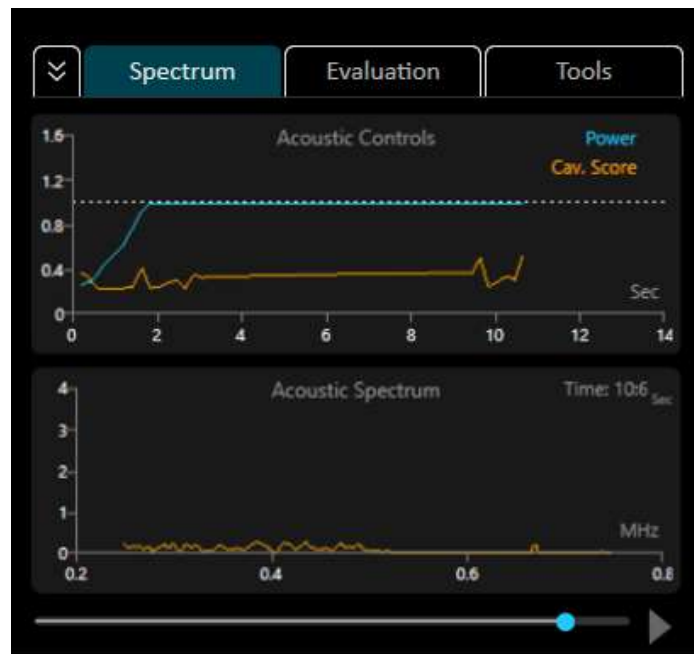 Spectrum Evaluation Tools
Acoustic Controls
Power
Cav. Score
1.6
1.2
0.8
0.4
0
Sec
0 2 4 6 8 10 12 14
Acoustic Spectrum
Time: 10:6 Sec
4
3
2
1
0
MHz
0.2 0.4 0.6 0.8